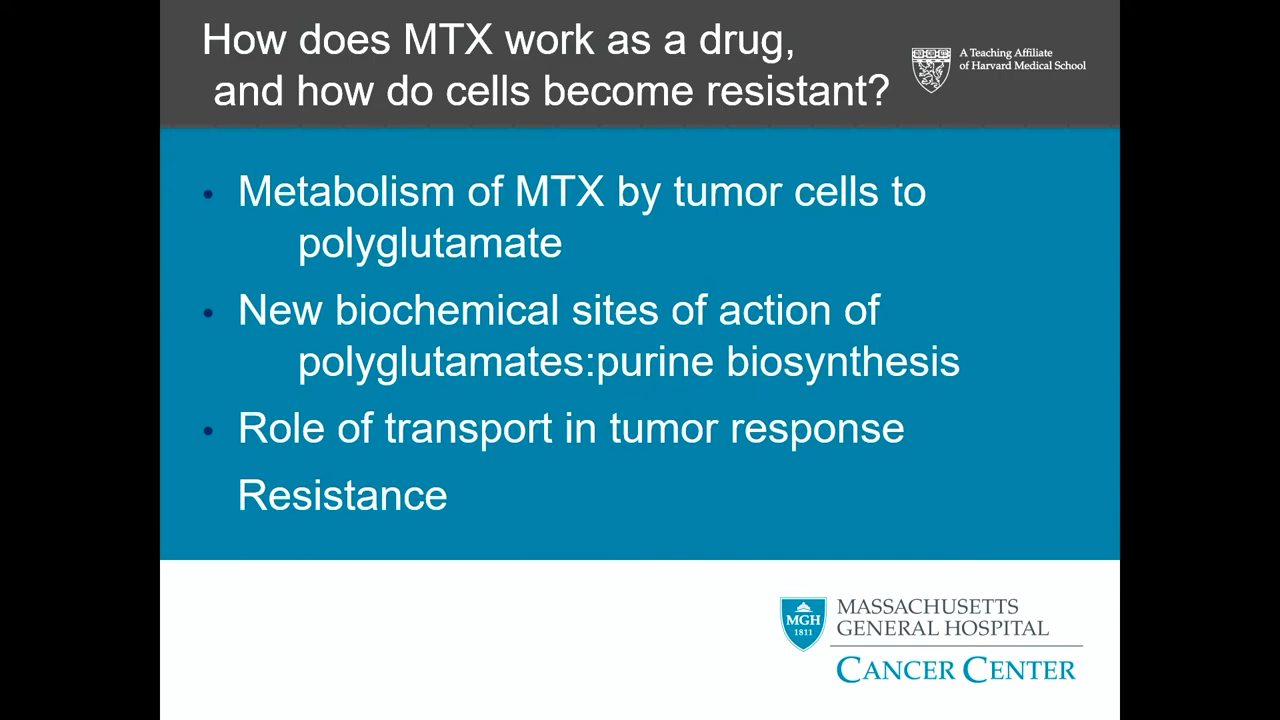 How does MTX work as a drug,
and how do cells become resistant?
A Teaching Affiliate
of Harvard Medical School
• Metabolism of MTX by tumor cells to
polyglutamate
• New biochemical sites of action of
polyglutamates:purine biosynthesis
• Role of transport in tumor response
Resistance
MGH
1811
MASSACHUSETTS
GENERAL HOSPITAL
CANCER CENTER